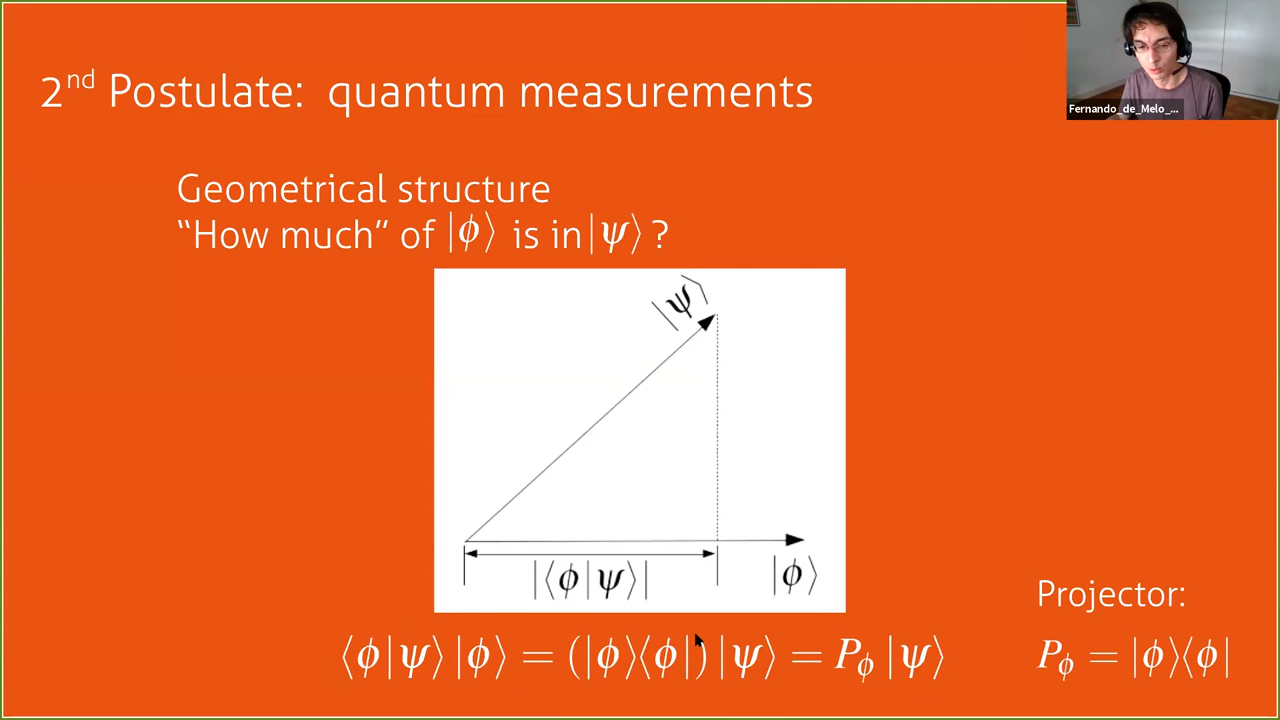 2nd Postulate: quantum measurements
Fernando_de_Melo_...
Geometrical structure
“How much” of |ϕ⟩ is in |ψ⟩ ?
|ψ⟩
|⟨ϕ|ψ⟩|
|ϕ⟩
Projector:
⟨ϕ|ψ⟩|ϕ⟩ = (|ϕ⟩⟨ϕ|)|ψ⟩ = Pϕ|ψ⟩
Pϕ = |ϕ⟩⟨ϕ|